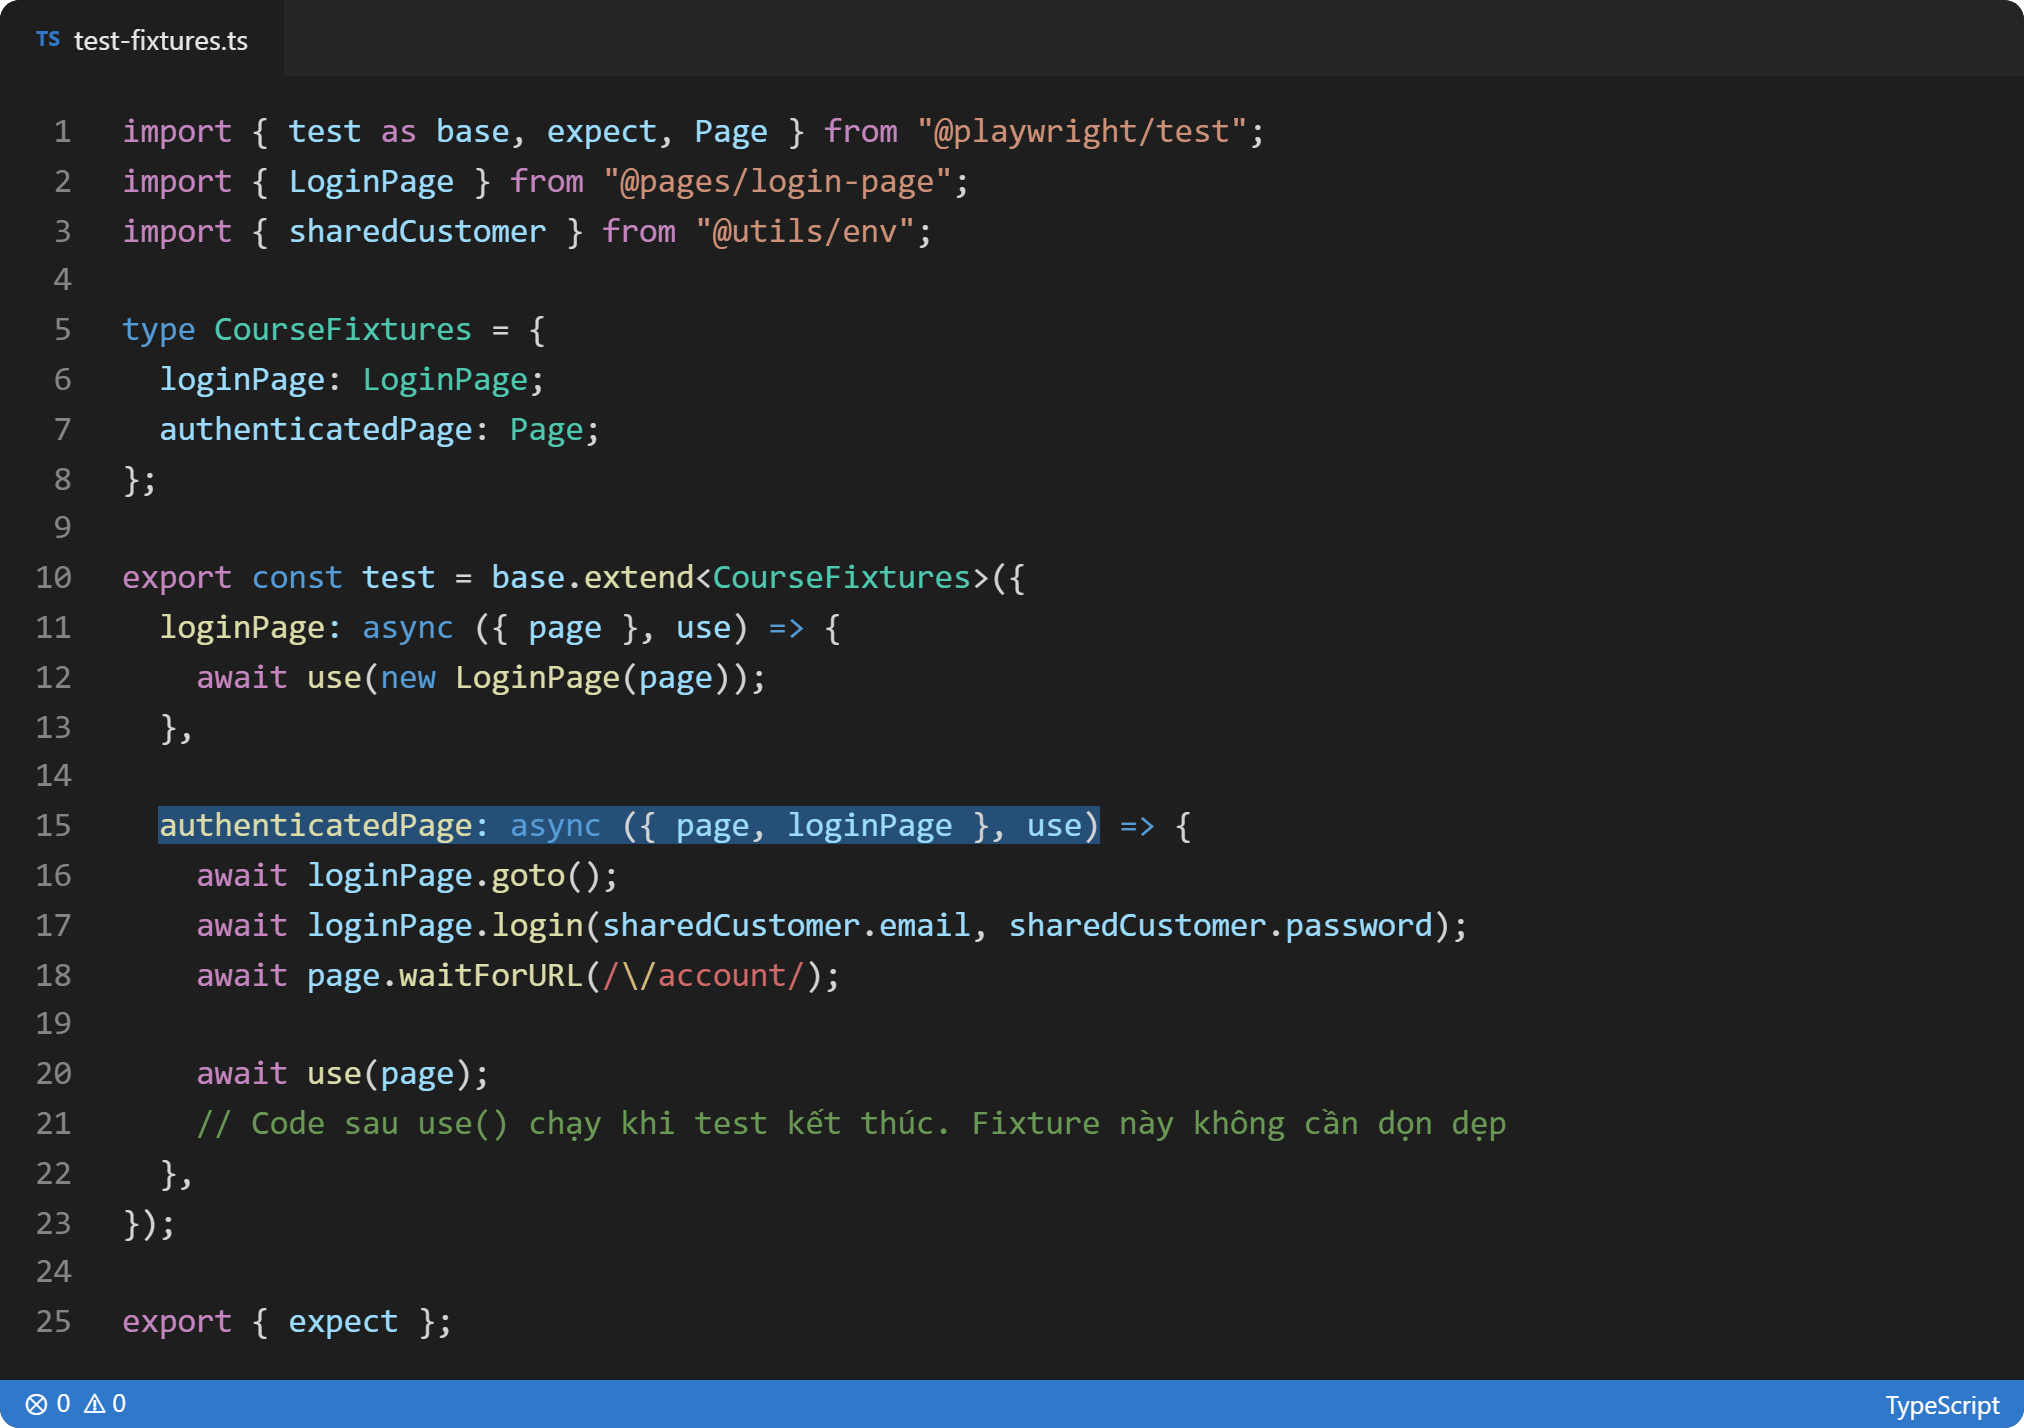 TS test-fixtures.ts
1 import { test as base, expect, Page } from "@playwright/test";
2 import { LoginPage } from "@pages/login-page";
3 import { sharedCustomer } from "@utils/env";
4
5 type CourseFixtures = {
6   loginPage: LoginPage;
7   authenticatedPage: Page;
8 };
9
10 export const test = base.extend<CourseFixtures>({
11   loginPage: async ({ page }, use) => {
12     await use(new LoginPage(page));
13   },
14
15   authenticatedPage: async ({ page, loginPage }, use) => {
16     await loginPage.goto();
17     await loginPage.login(sharedCustomer.email, sharedCustomer.password);
18     await page.waitForURL(/\/account/);
19
20     await use(page);
21     // Code sau use() chạy khi test kết thúc. Fixture này không cần dọn dẹp
22   },
23 });
24
25 export { expect };
0 0 TypeScript